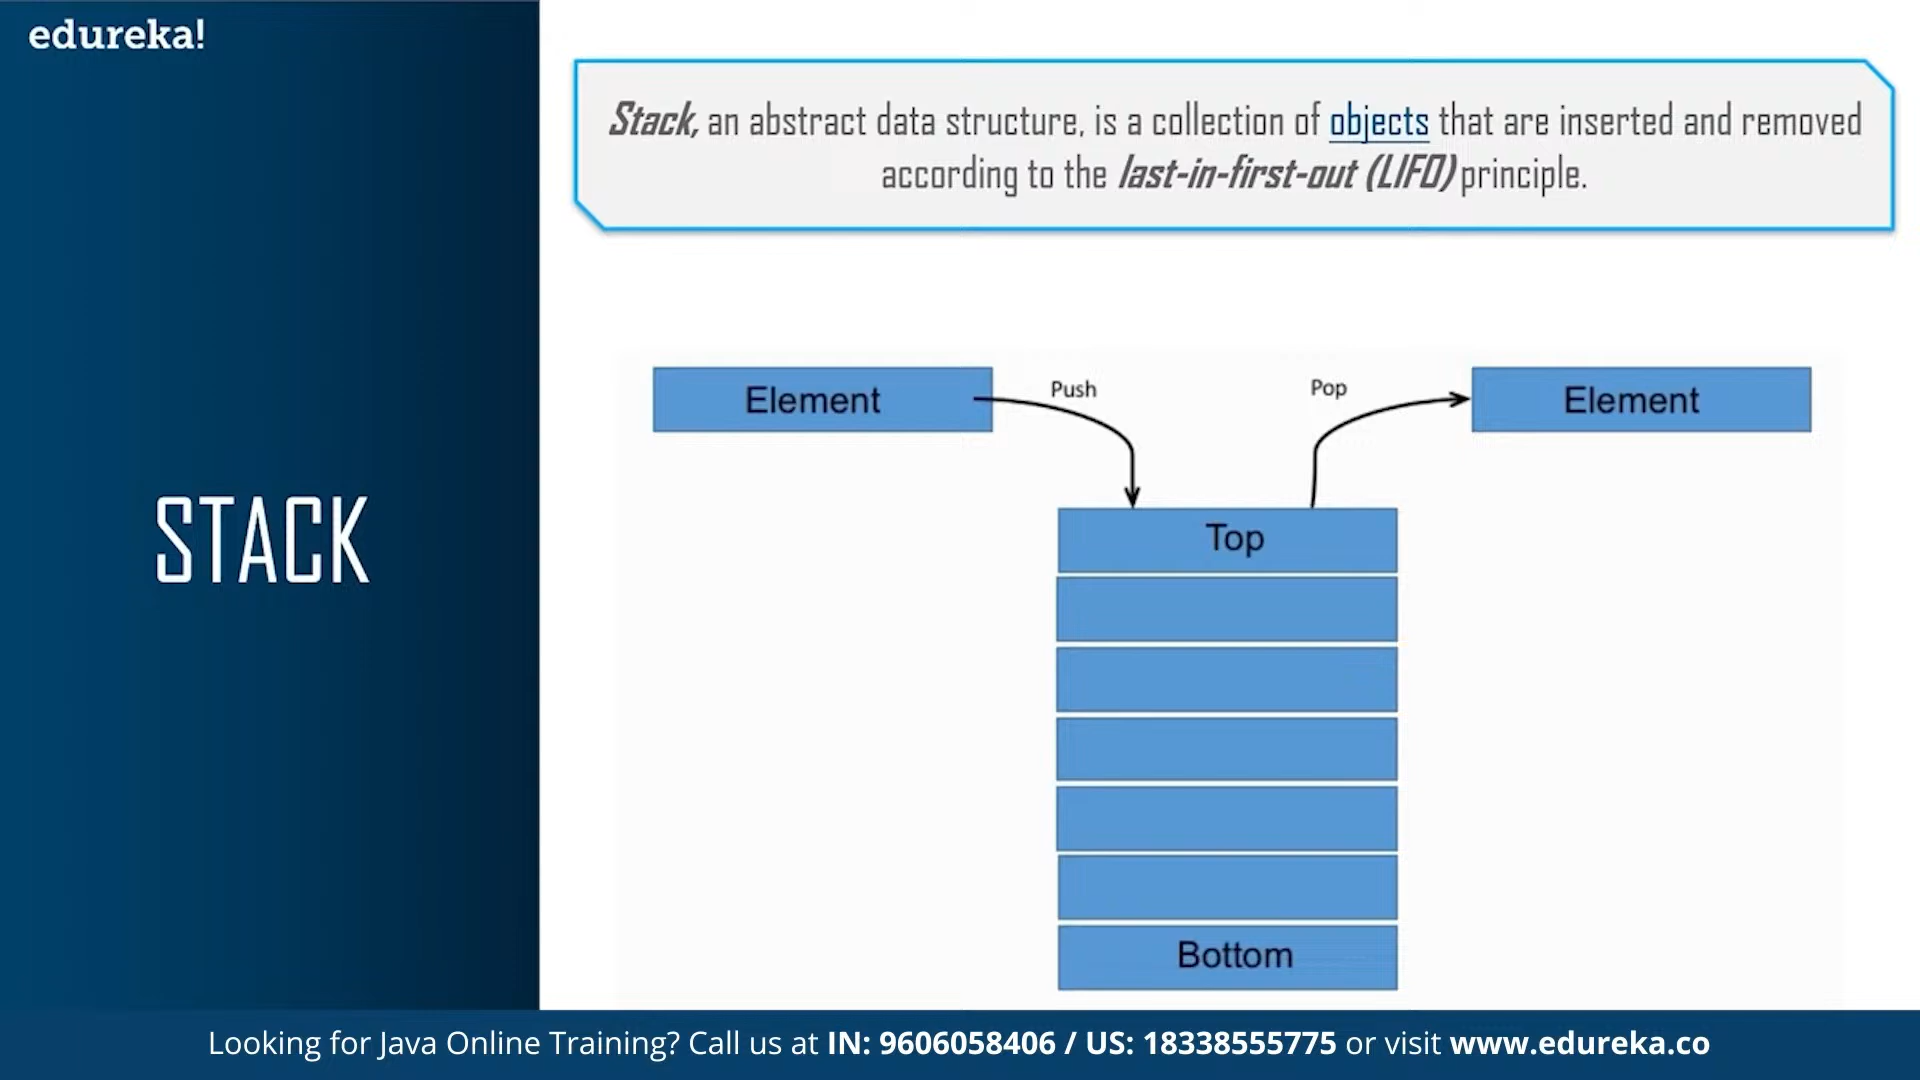 edureka!
Stack, an abstract data structure, is a collection of objects that are inserted and removed
according to the last-in-first-out (LIFO) principle.
Element
Push
Pop
Element
STACK
Top
Bottom
Looking for Java Online Training? Call us at IN: 9606058406 / US: 18338555775 or visit www.edureka.co